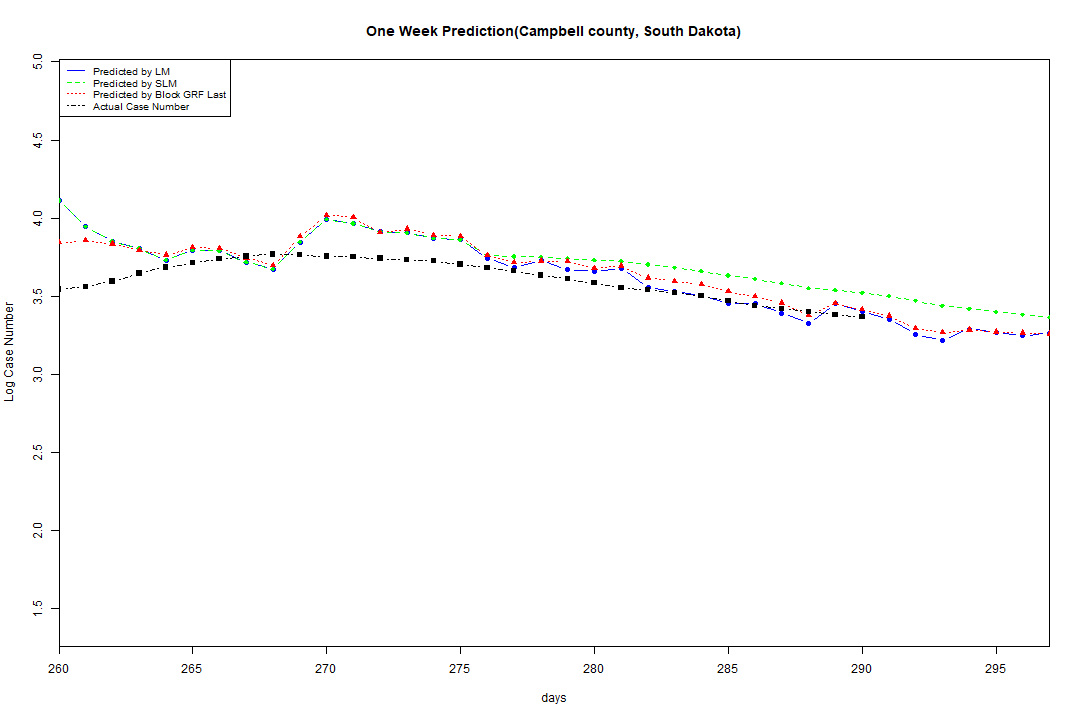 One Week Prediction(Campbell county, South Dakota)
Predicted by LM
Predicted by SLM
Predicted by Block GRF Last
Actual Case Number
Log Case Number
5.0
4.5
4.0
3.5
3.0
2.5
2.0
1.5
260 265 270 275 280 285 290 295
days